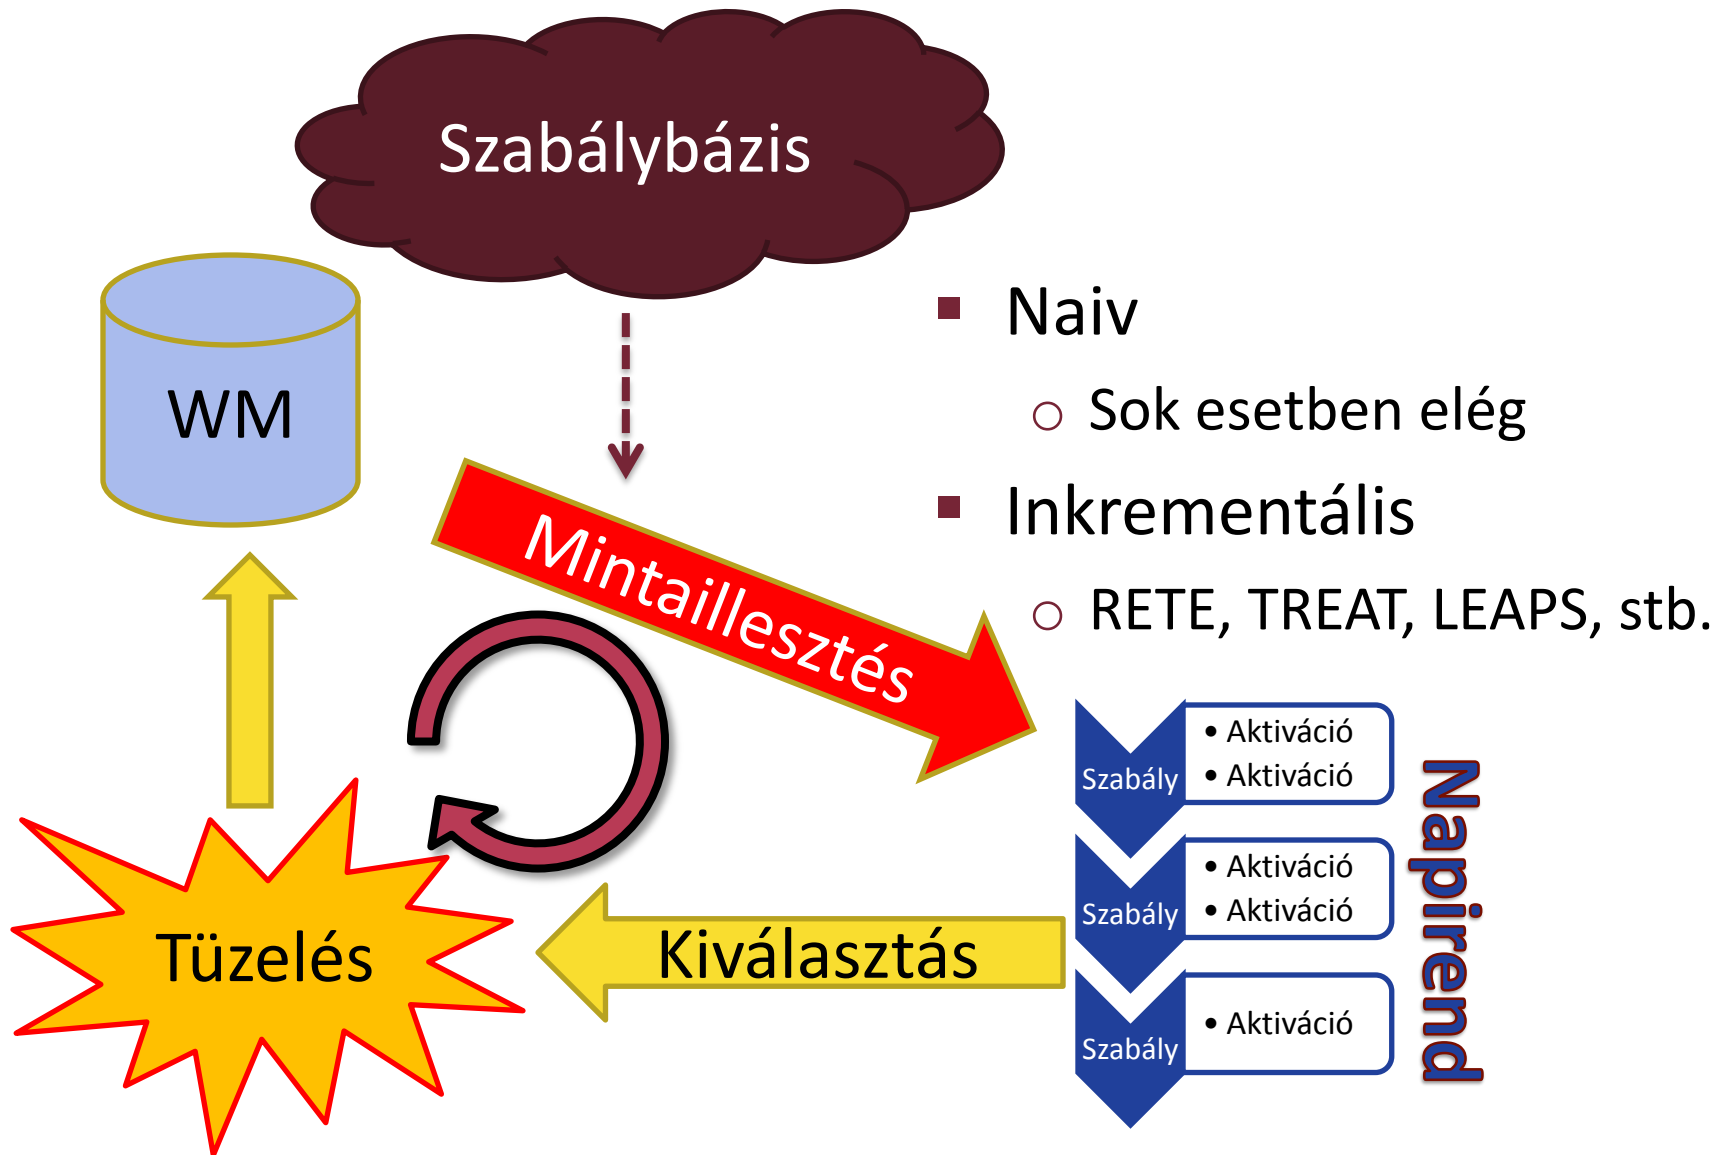 Szabálybázis
WM
▪ Naiv
o Sok esetben elég
▪ Inkrementális
o RETE, TREAT, LEAPS, stb.
Mintaillesztés
Szabály
• Aktiváció
• Aktiváció
Szabály
• Aktiváció
• Aktiváció
Szabály
• Aktiváció
Napirend
Kiválasztás
Tüzelés